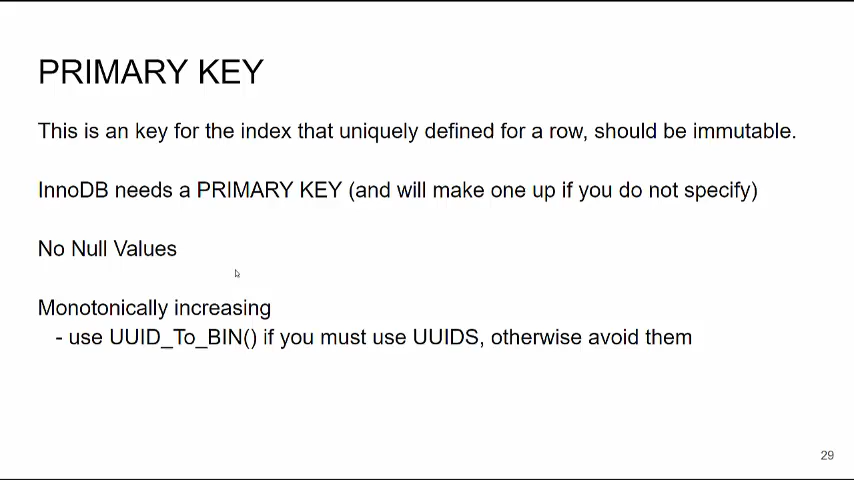 PRIMARY KEY
This is an key for the index that uniquely defined for a row, should be immutable.
InnoDB needs a PRIMARY KEY (and will make one up if you do not specify)
No Null Values
Monotonically increasing
- use UUID_To_BIN() if you must use UUIDS, otherwise avoid them
29